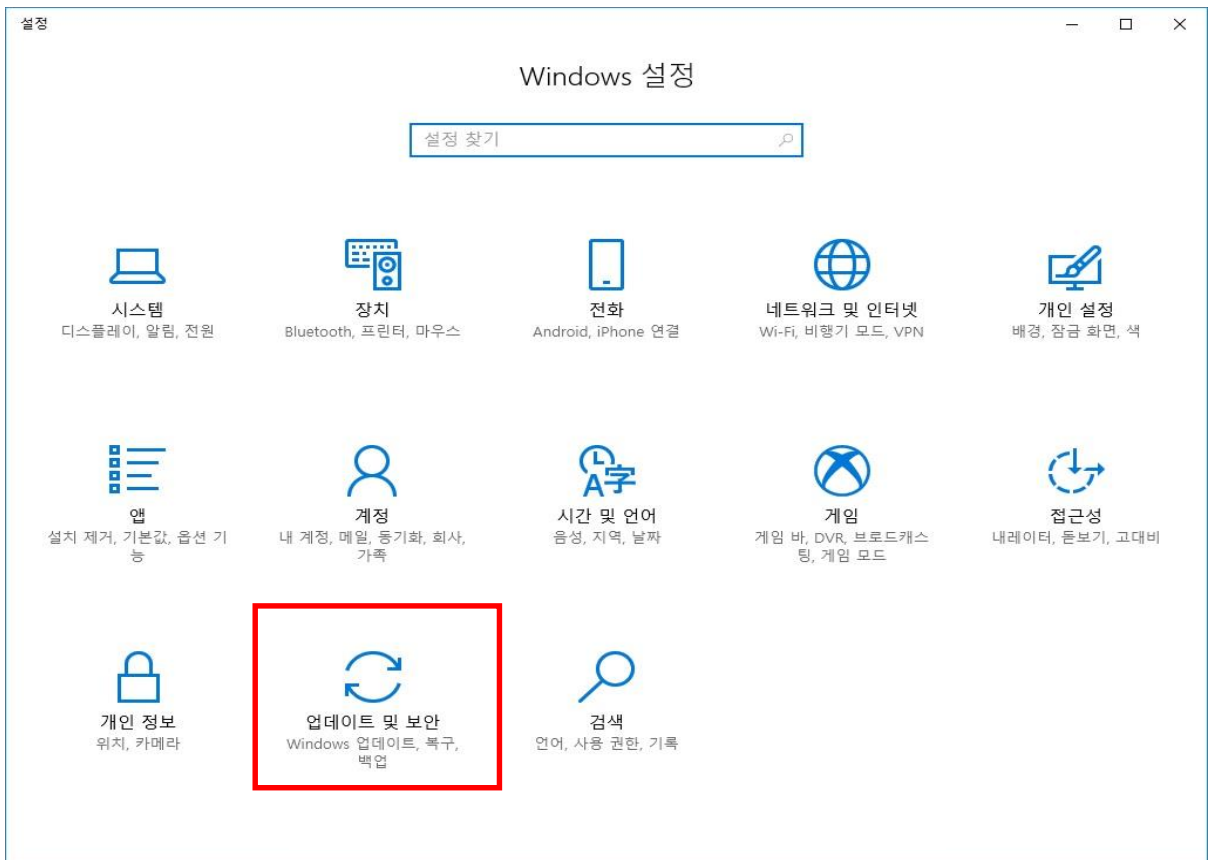 설정
Windows 설정
설정 찾기
시스템
디스플레이, 알림, 전원
장치
Bluetooth, 프린터, 마우스
전화
Android, iPhone 연결
네트워크 및 인터넷
Wi-Fi, 비행기 모드, VPN
개인 설정
배경, 잠금 화면, 색
앱
설치 제거, 기본값, 옵션 기
능
계정
내 계정, 메일, 동기화, 회사,
가족
시간 및 언어
음성, 지역, 날짜
게임
게임 바, DVR, 브로드캐스
팅, 게임 모드
접근성
내레이터, 돋보기, 고대비
개인 정보
위치, 카메라
업데이트 및 보안
Windows 업데이트, 복구,
백업
검색
언어, 사용 권한, 기록